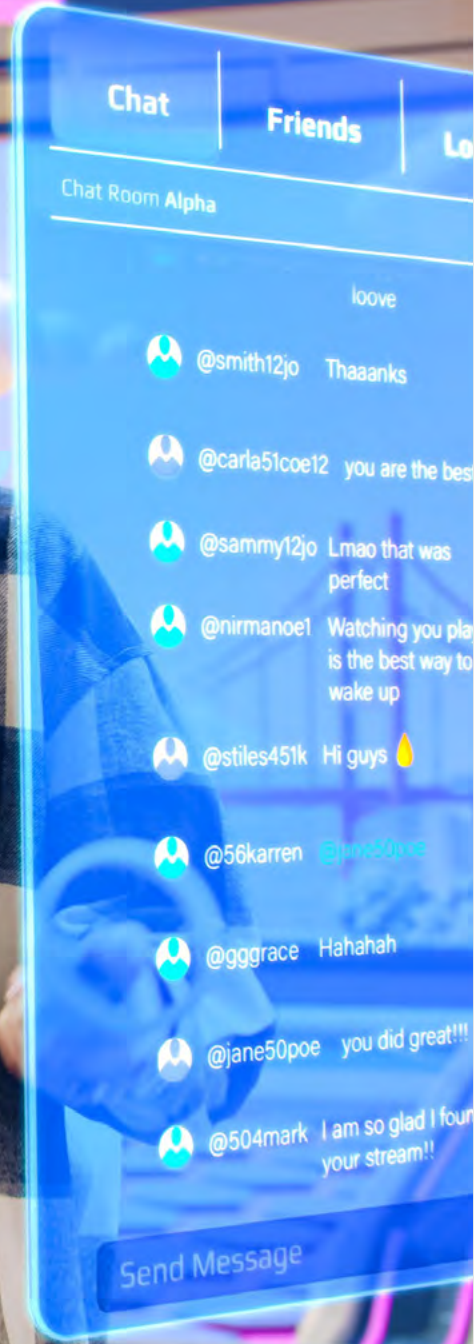 Chat
Friends
Lo
Chat Room Alpha
loove
@smith12jo Thaaanks
@carla51coe12 you are the best
@sammy12jo Lmao that was
perfect
@nirmanoe1 Watching you pla
is the best way to
wake up
@stiles451k Hi guys
@56karren @jane50poe
@gggrace Hahahah
@jane50poe you did great!!!
@504mark I am so glad I foun
your stream!!
Send Message